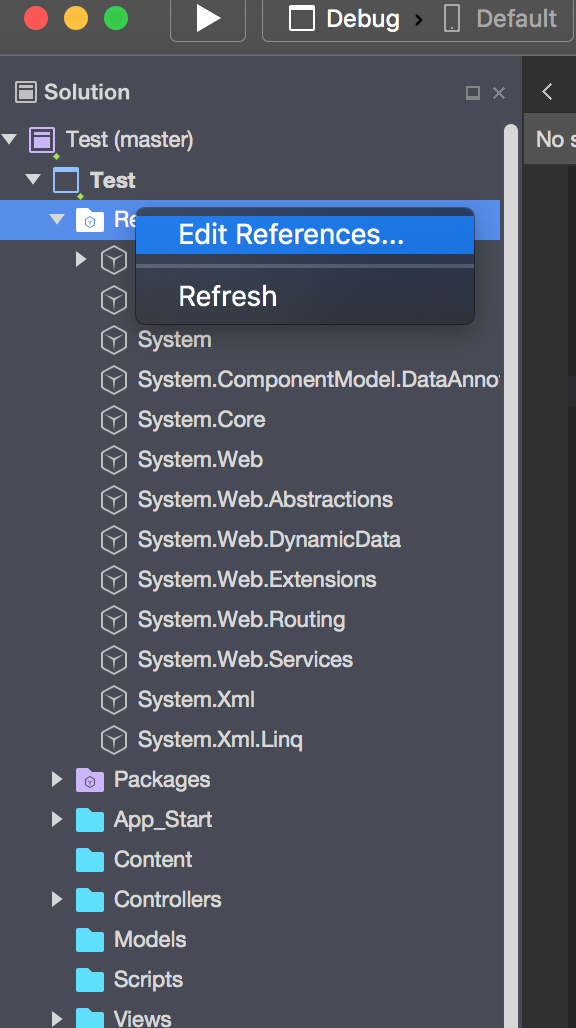 Debug › Default
Solution
No s
Test (master)
Test
Re
Edit References...
Refresh
System
System.ComponentModel.DataAnno
System.Core
System.Web
System.Web.Abstractions
System.Web.DynamicData
System.Web.Extensions
System.Web.Routing
System.Web.Services
System.Xml
System.Xml.Linq
Packages
App_Start
Content
Controllers
Models
Scripts
Views